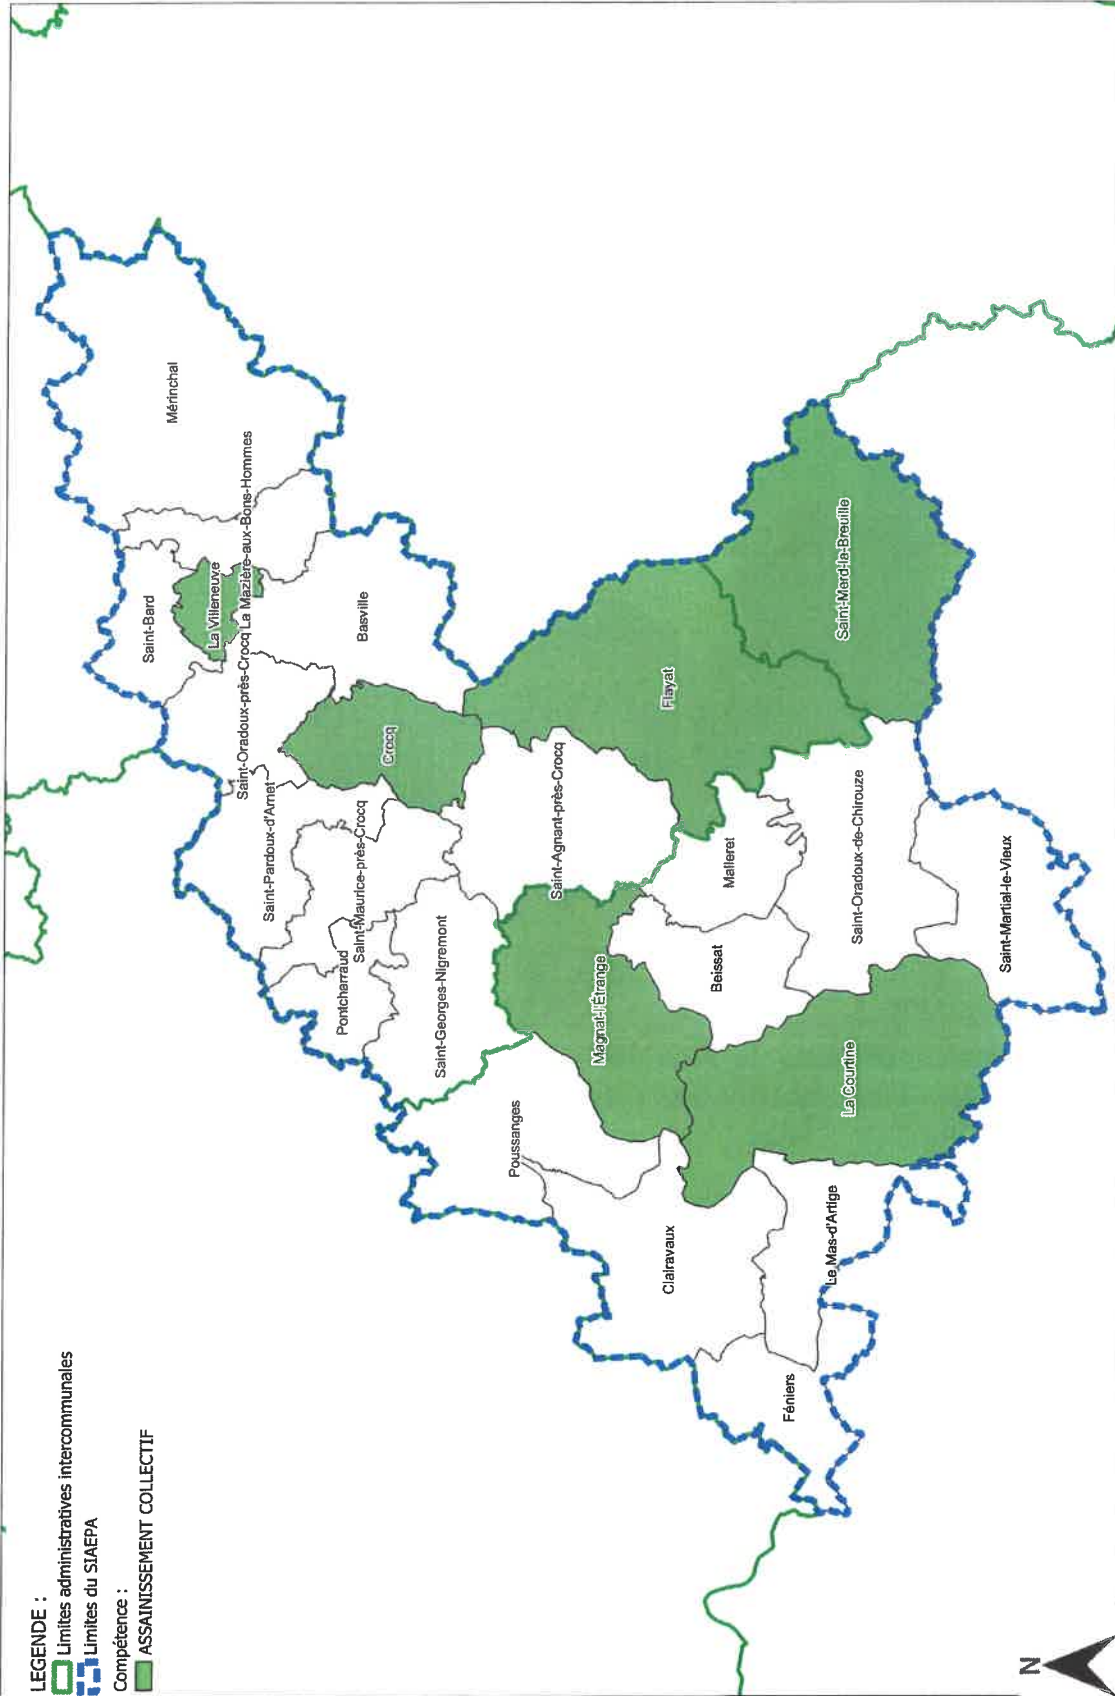 LEGENDE :
Limites administratives intercommunales
Limites du SIAEPA
Compétence :
ASSAINISSEMENT COLLECTIF
N
Mérinchal
Saint-Bard
La Villeneuve
La Mazière-aux-Bons-Hommes
Saint-Oradoux-près-Crocq
Basville
Saint-Pardoux-d'Arnet
Crocq
Saint-Maurice-près-Crocq
Pontcharraud
Saint-Georges-Nigremont
Saint-Agnant-près-Crocq
Flayat
Saint-Merd-la-Breuille
Poussanges
Magnat-l'Étrange
Malleret
Beissat
Saint-Oradoux-de-Chirouze
Clairavaux
La Courtine
Saint-Martial-le-Vieux
Le Mas-d'Artige
Féniers